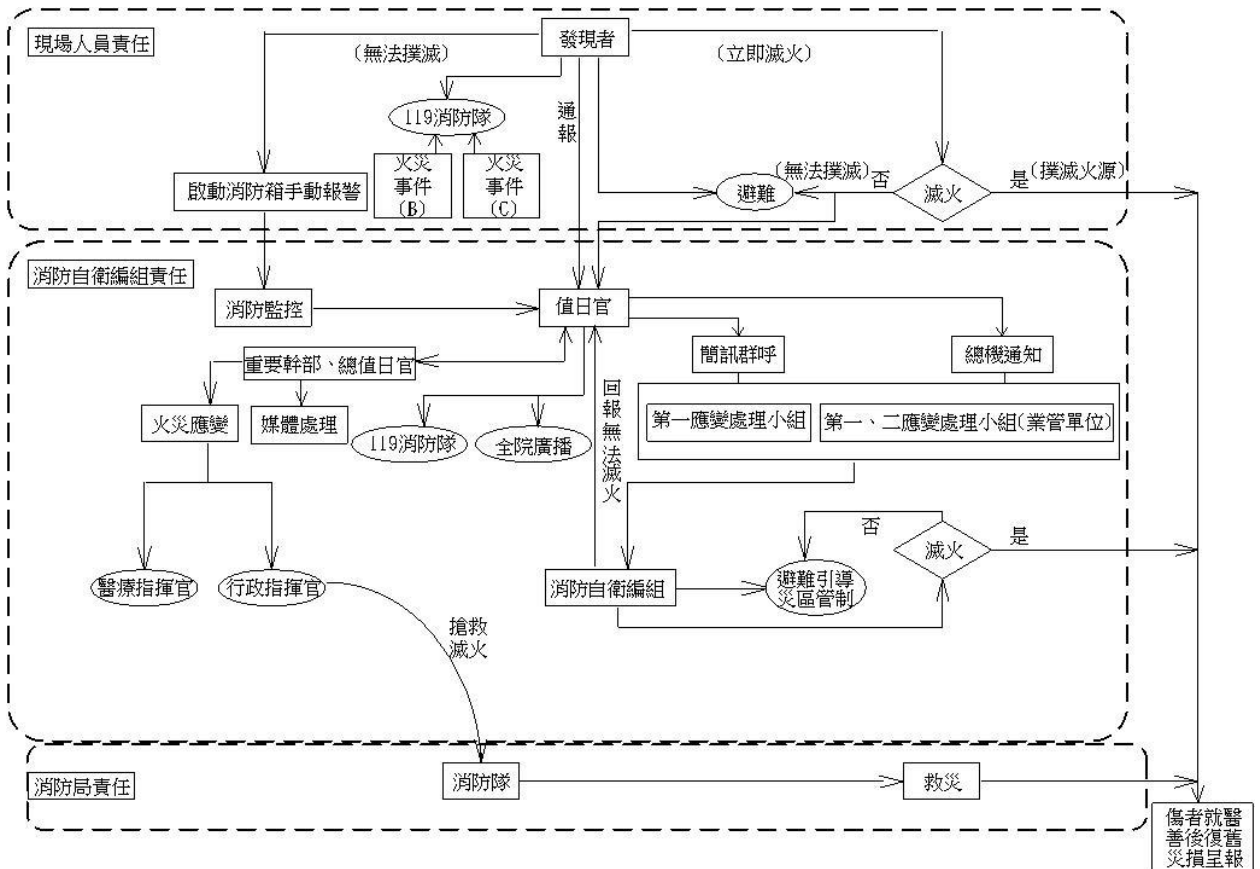 現場人員責任
發現者
(無法撲滅)
(立即滅火)
119消防隊
通報
火災
事件
(B)
火災
事件
(C)
啟動消防箱手動報警
避難
(無法撲滅)
否
滅火
是
(撲滅火源)
消防自衛編組責任
消防監控
值日官
重要幹部、總值日官
簡訊群呼
總機通知
火災應變
媒體處理
119消防隊
全院廣播
回報無法滅火
第一應變處理小組
第一、二應變處理小組(業管單位)
否
滅火
是
醫療指揮官
行政指揮官
消防自衛編組
避難引導
災區管制
搶救
滅火
消防局責任
消防隊
救災
傷者就醫
善後復舊
災損呈報